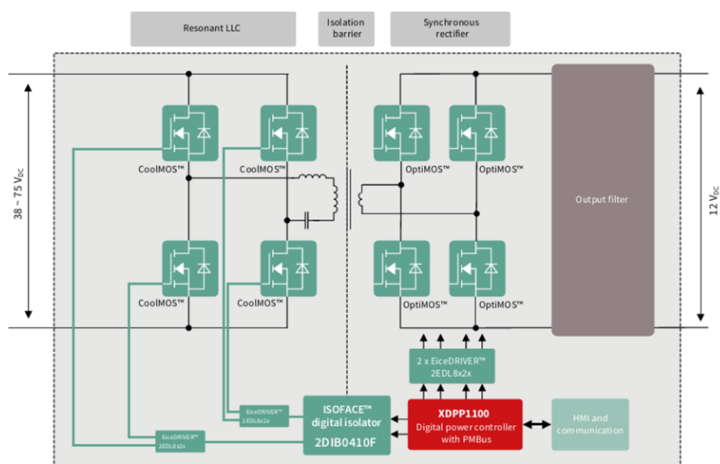 Resonant LLC
Isolation
barrier
Synchronous
rectifier
38 ~ 75 VDC
CoolMOS™
CoolMOS™
OptiMOS™
OptiMOS™
Output filter
12 VDC
CoolMOS™
CoolMOS™
OptiMOS™
OptiMOS™
2 x EiceDRIVER™
2EDL8x2x
EiceDRIVER™
2EDL8x2x
EiceDRIVER™
2EDL8x2x
ISOFACE™
digital isolator
2DIB0410F
XDPP1100
Digital power controller
with PMBus
HMI and
communication